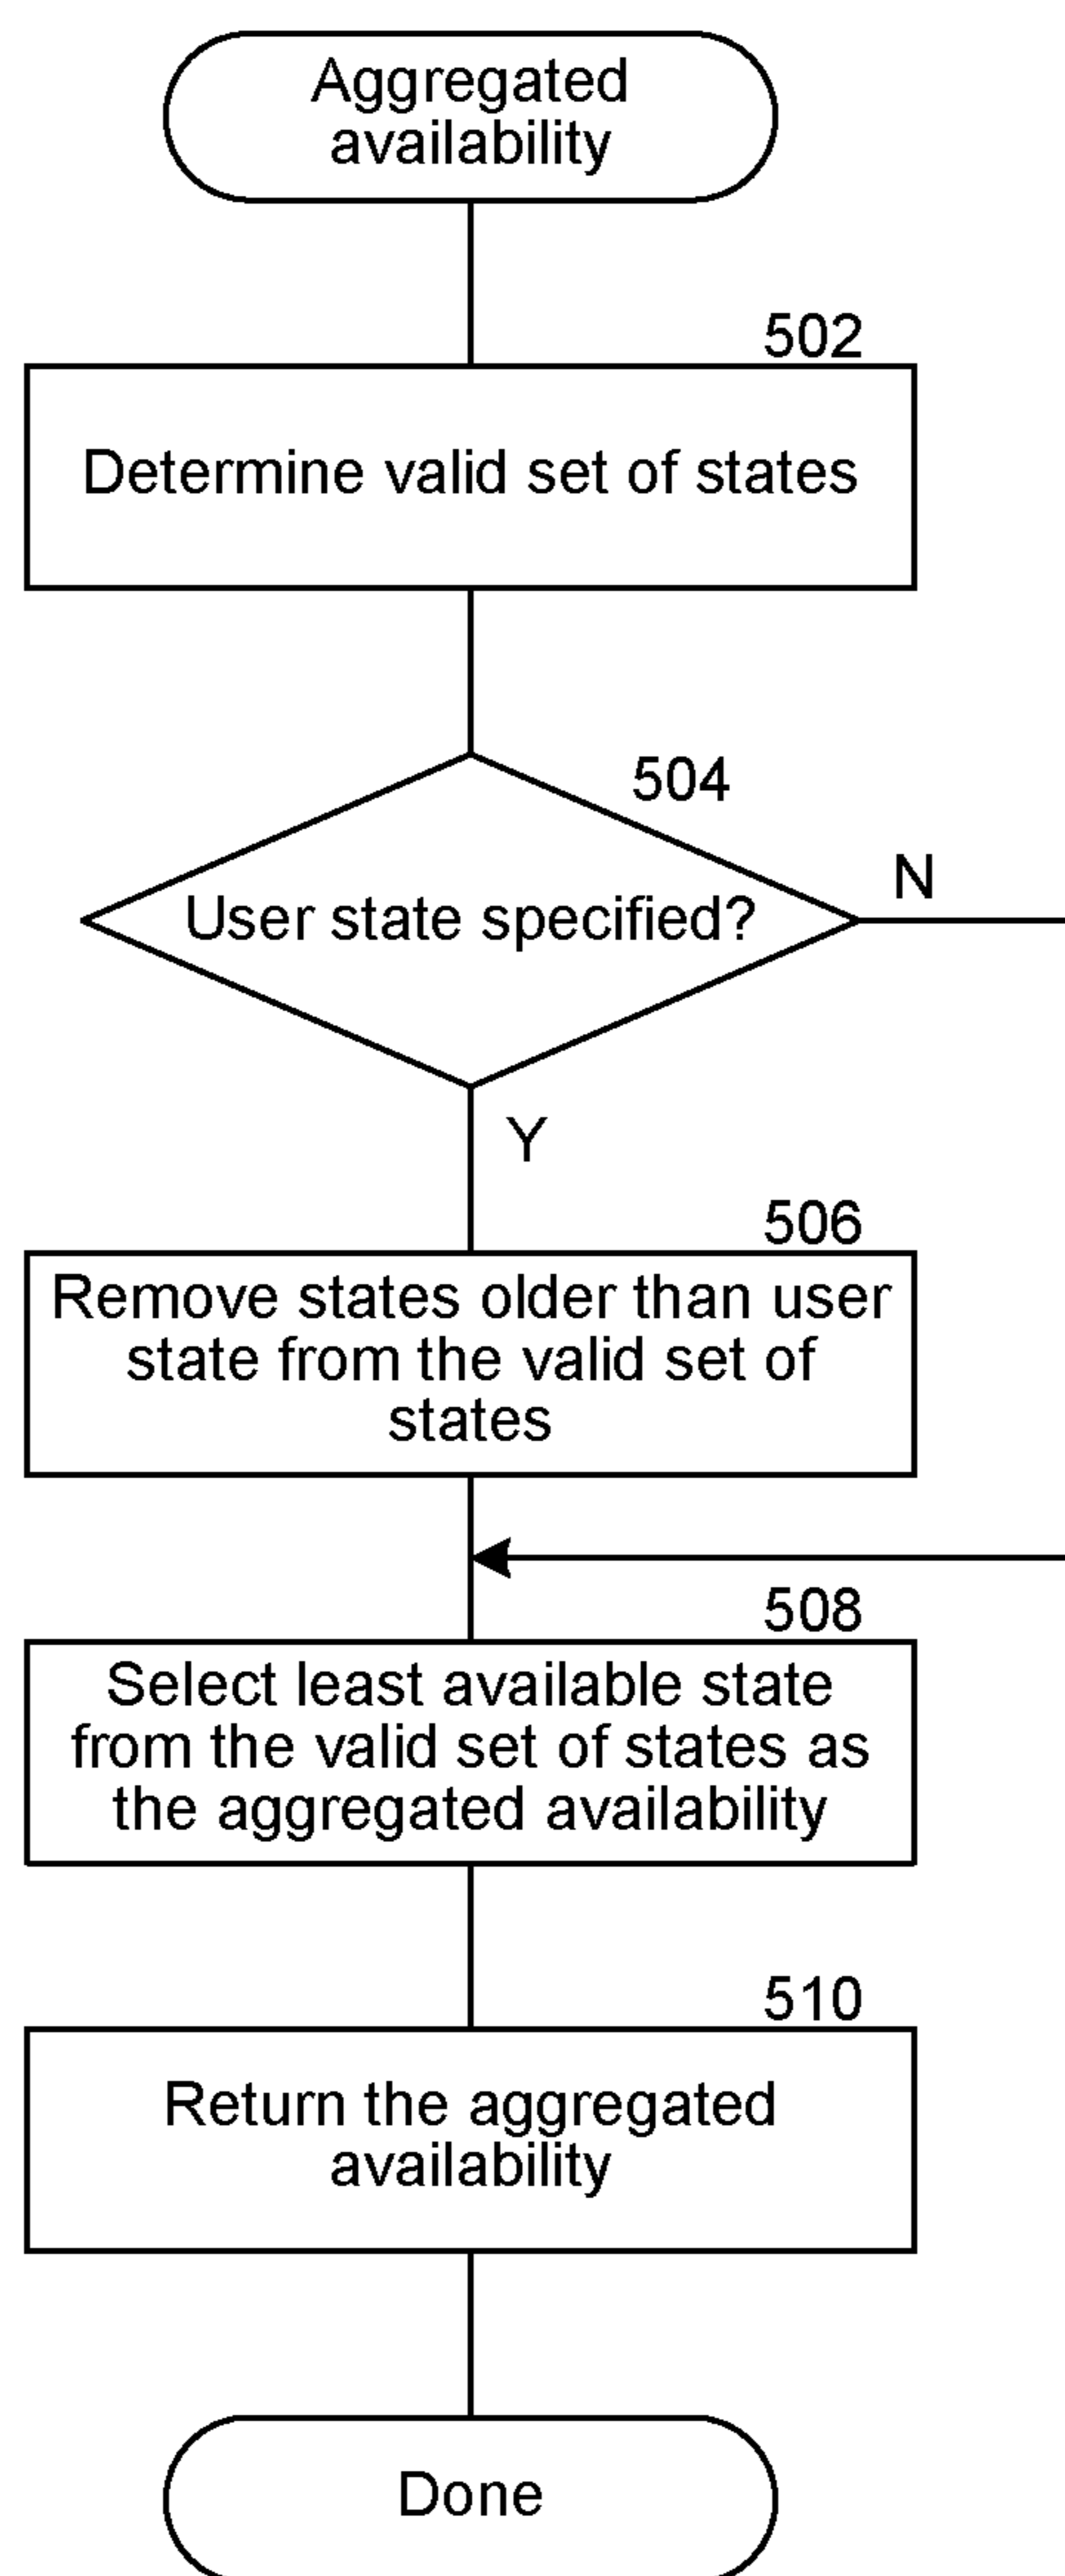 Aggregated
availability
502
Determine valid set of states
504
User state specified?
N
Y
506
Remove states older than user
state from the valid set of
states
508
Select least available state
from the valid set of states as
the aggregated availability
510
Return the aggregated
availability
Done